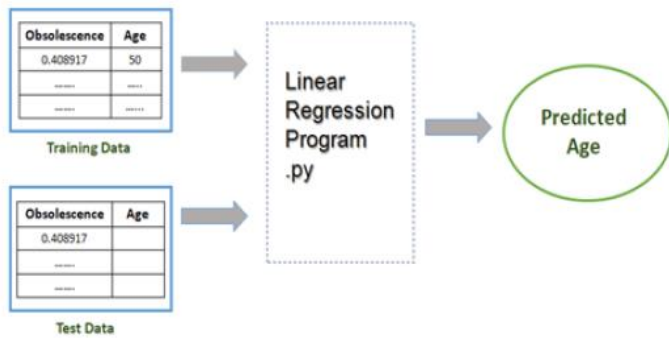 Obsolescence Age
0.408917 50
....... .....
....... ......
Training Data
Linear
Regression
Program
.py
Predicted
Age
Obsolescence Age
0.408917
.......
.......
Test Data